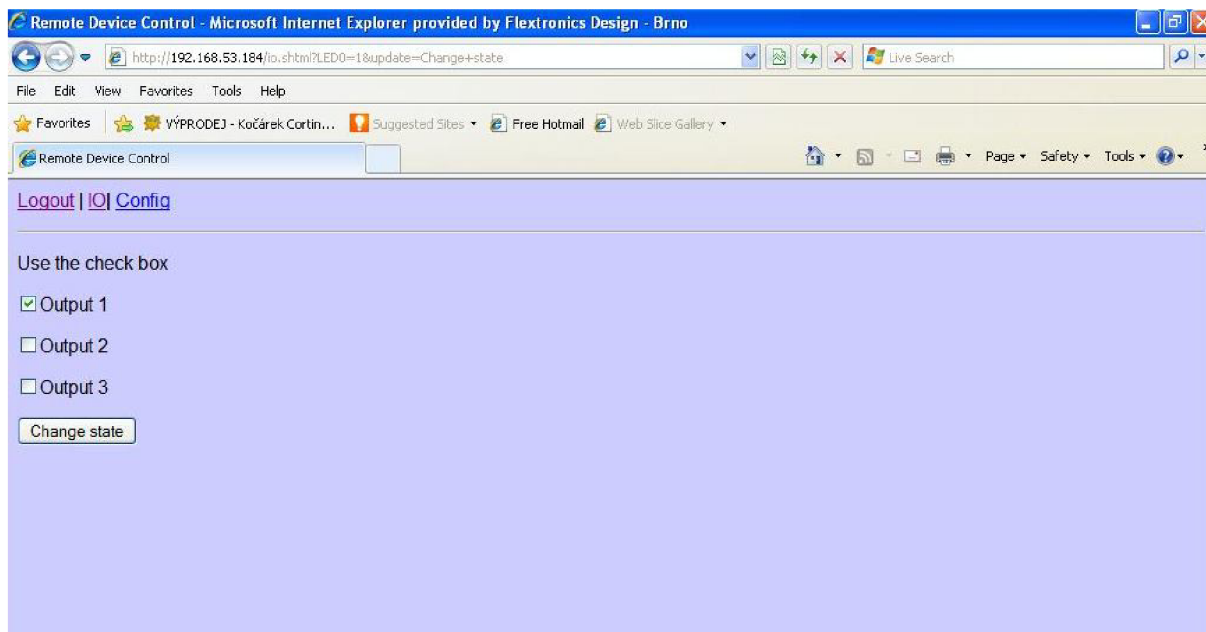 Remote Device Control - Microsoft Internet Explorer provided by Flextronics Design - Brno
http://192.168.53.184/io.shtml?LED0=1&update=Change+state
Live Search
File Edit View Favorites Tools Help
Favorites VÝPRODEJ - Kočárek Cortin... Suggested Sites Free Hotmail Web Slice Gallery
Remote Device Control
Page Safety Tools
Logout | IO| Config
Use the check box
Output 1
Output 2
Output 3
Change state